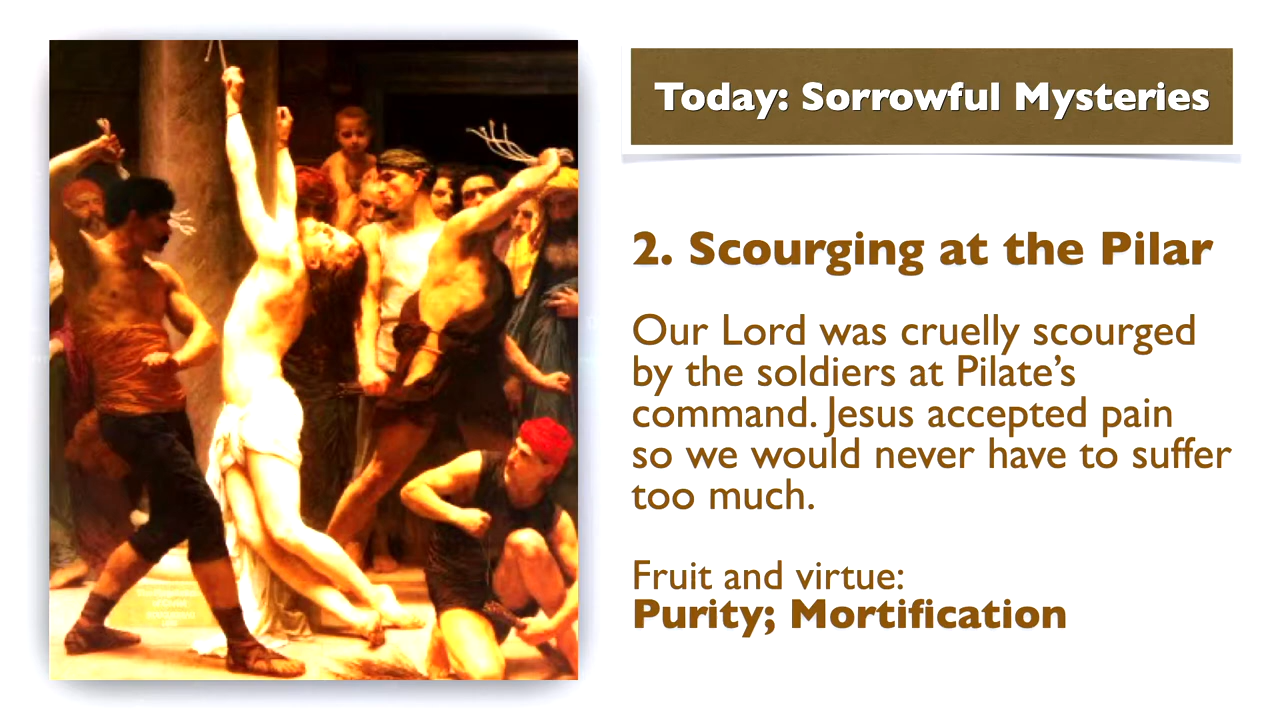 Today: Sorrowful Mysteries
2. Scourging at the Pilar
Our Lord was cruelly scourged
by the soldiers at Pilate’s
command. Jesus accepted pain
so we would never have to suffer
too much.
Fruit and virtue:
Purity; Mortification